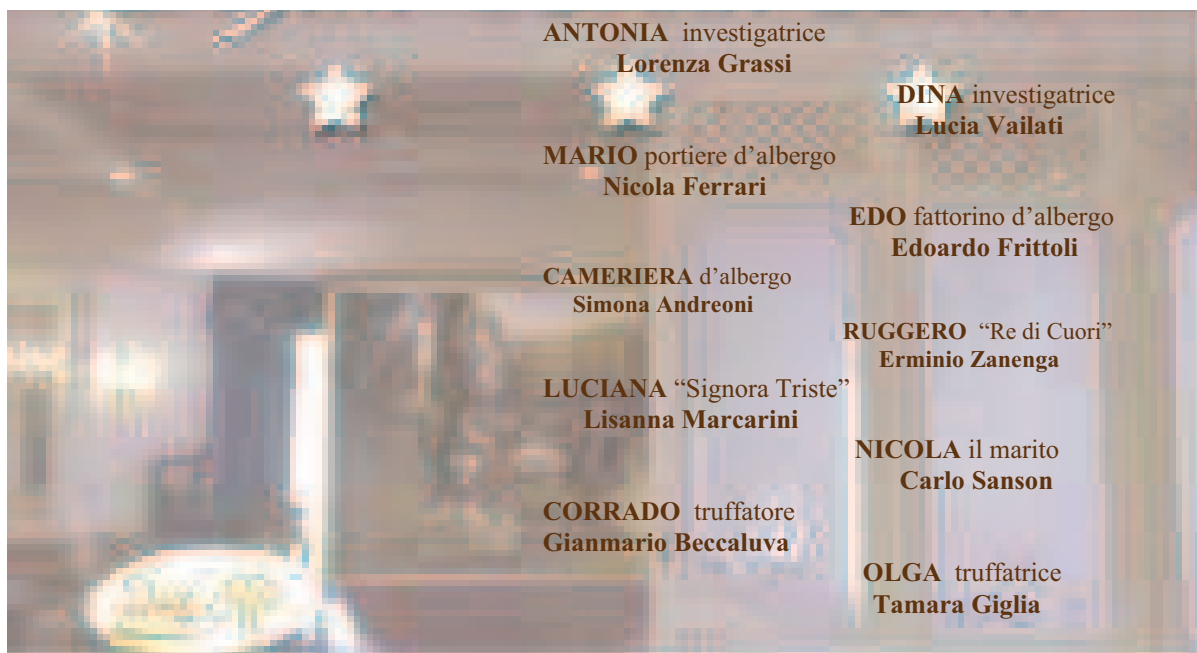 ANTONIA investigatrice
Lorenza Grassi
DINA investigatrice
Lucia Vailati
MARIO portiere d’albergo
Nicola Ferrari
EDO fattorino d’albergo
Edoardo Frittoli
CAMERIERA d’albergo
Simona Andreoni
RUGGERO “Re di Cuori”
Erminio Zanenga
LUCIANA “Signora Triste”
Lisanna Marcarini
NICOLA il marito
Carlo Sanson
CORRADO truffatore
Gianmario Beccaluva
OLGA truffatrice
Tamara Giglia